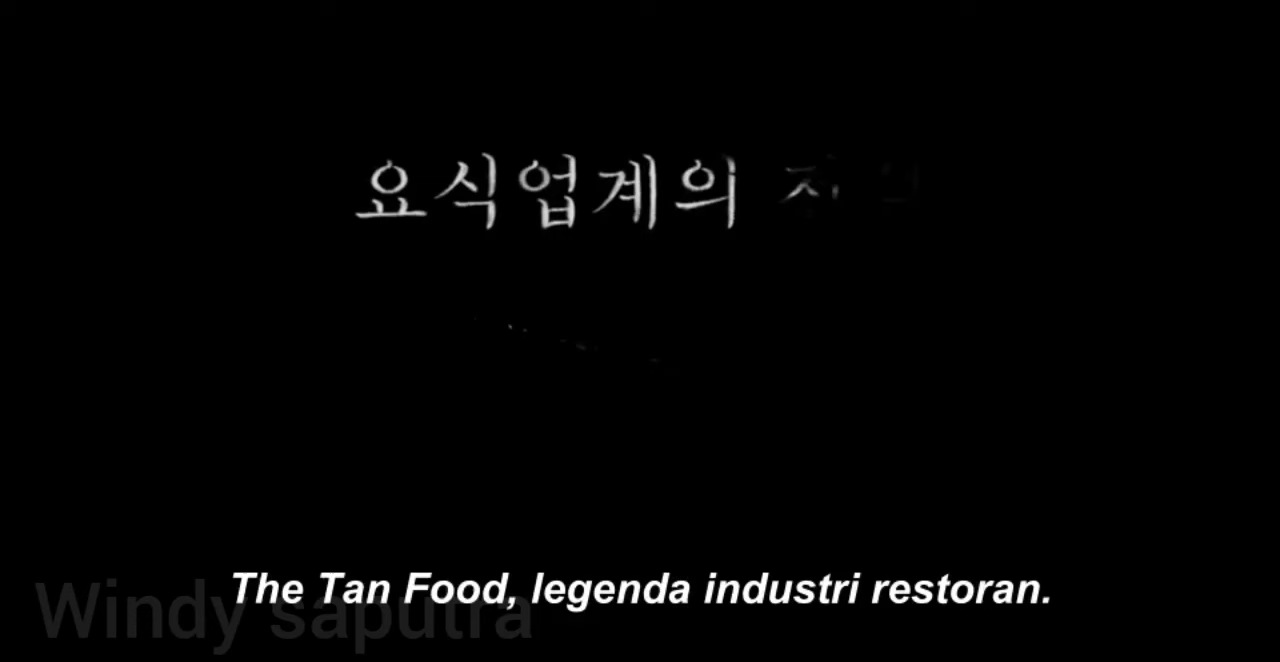 요식업계의
The Tan Food, legenda industri restoran.
Windy saputra